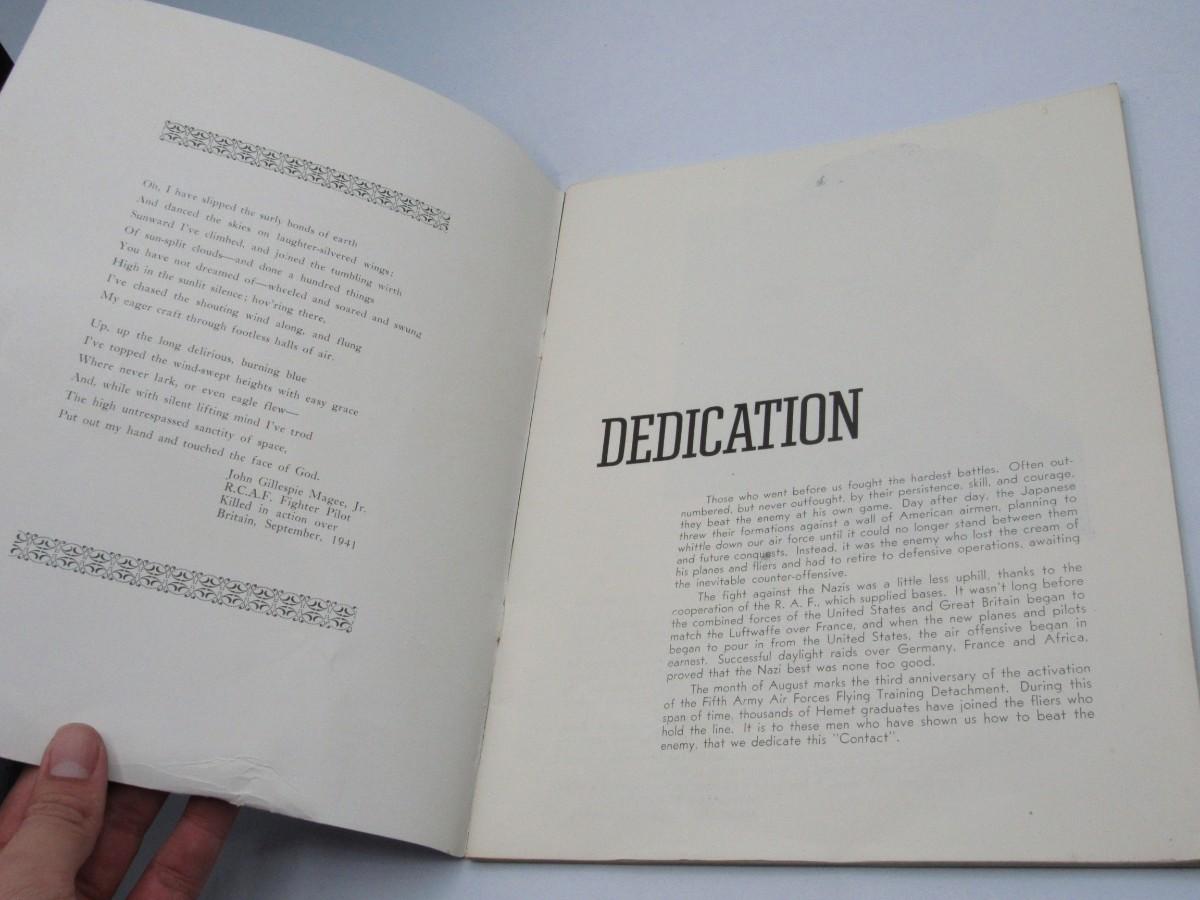 Oh, I have slipped the surly bonds of earth
And danced the skies on laughter-silvered wings;
Sunward I've climbed, and joined the tumbling wirth
Of sun-split clouds—and done a hundred things
You have not dreamed of—wheeled and soared and swung
High in the sunlit silence; hov'ring there,
I've chased the shouting wind along, and flung
My eager craft through footless halls of air.
Up, up the long delirious, burning blue
I've topped the wind-swept heights with easy grace
Where never lark, or even eagle flew—
And, while with silent lifting mind I've trod
The high untrespassed sanctity of space,
Put out my hand and touched the face of God.
John Gillespie Magee, Jr.
R.C.A.F. Fighter Pilot
Killed in action over
Britain, September, 1941
DEDICATION
Those who went before us fought the hardest battles. Often out-
numbered, but never outfought, by their persistence, skill, and courage,
they beat the enemy at his own game. Day after day, the Japanese
threw their formations against a wall of American airmen, planning to
whittle down our air force until it could no longer stand between them
and future conquests. Instead, it was the enemy who lost the cream of
his planes and fliers and had to retire to defensive operations, awaiting
the inevitable counter-offensive.
The fight against the Nazis was a little less uphill, thanks to the
cooperation of the R. A. F., which supplied bases. It wasn't long before
the combined forces of the United States and Great Britain began to
match the Luftwaffe over France, and when the new planes and pilots
began to pour in from the United States, the air offensive began in
earnest. Successful daylight raids over Germany, France and Africa,
proved that the Nazi best was none too good.
The month of August marks the third anniversary of the activation
of the Fifth Army Air Forces Flying Training Detachment. During this
span of time, thousands of Hemet graduates have joined the fliers who
hold the line. It is to these men who have shown us how to beat the
enemy, that we dedicate this "Contact".